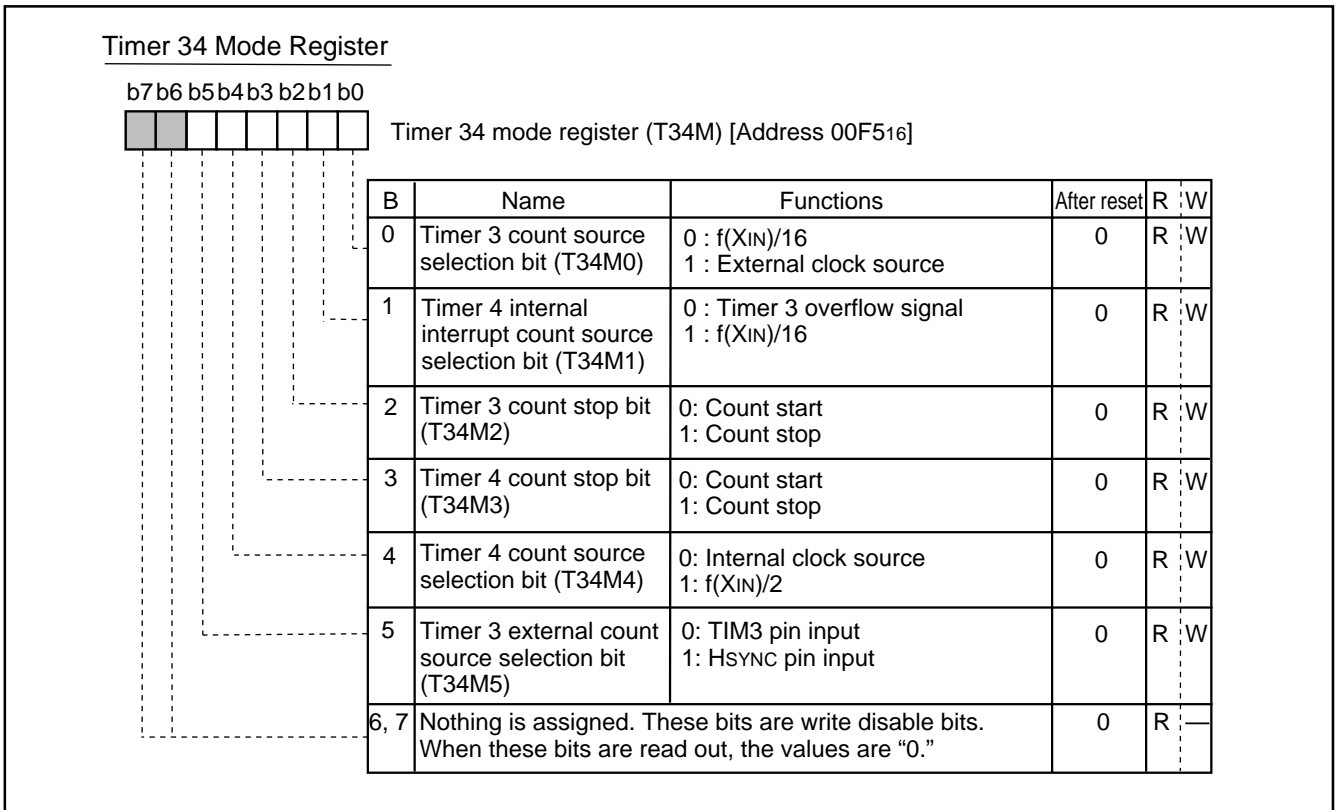 Timer 34 Mode Register
b7 b6 b5 b4 b3 b2 b1 b0
Timer 34 mode register (T34M) [Address 00F516]
B Name Functions After reset R W
0 Timer 3 count source selection bit (T34M0) 0 : f(XIN)/16
1 : External clock source 0 R W
1 Timer 4 internal interrupt count source selection bit (T34M1) 0 : Timer 3 overflow signal
1 : f(XIN)/16 0 R W
2 Timer 3 count stop bit (T34M2) 0: Count start
1: Count stop 0 R W
3 Timer 4 count stop bit (T34M3) 0: Count start
1: Count stop 0 R W
4 Timer 4 count source selection bit (T34M4) 0: Internal clock source
1: f(XIN)/2 0 R W
5 Timer 3 external count source selection bit (T34M5) 0: TIM3 pin input
1: HSYNC pin input 0 R W
6, 7 Nothing is assigned. These bits are write disable bits.
When these bits are read out, the values are “0.” 0 R —